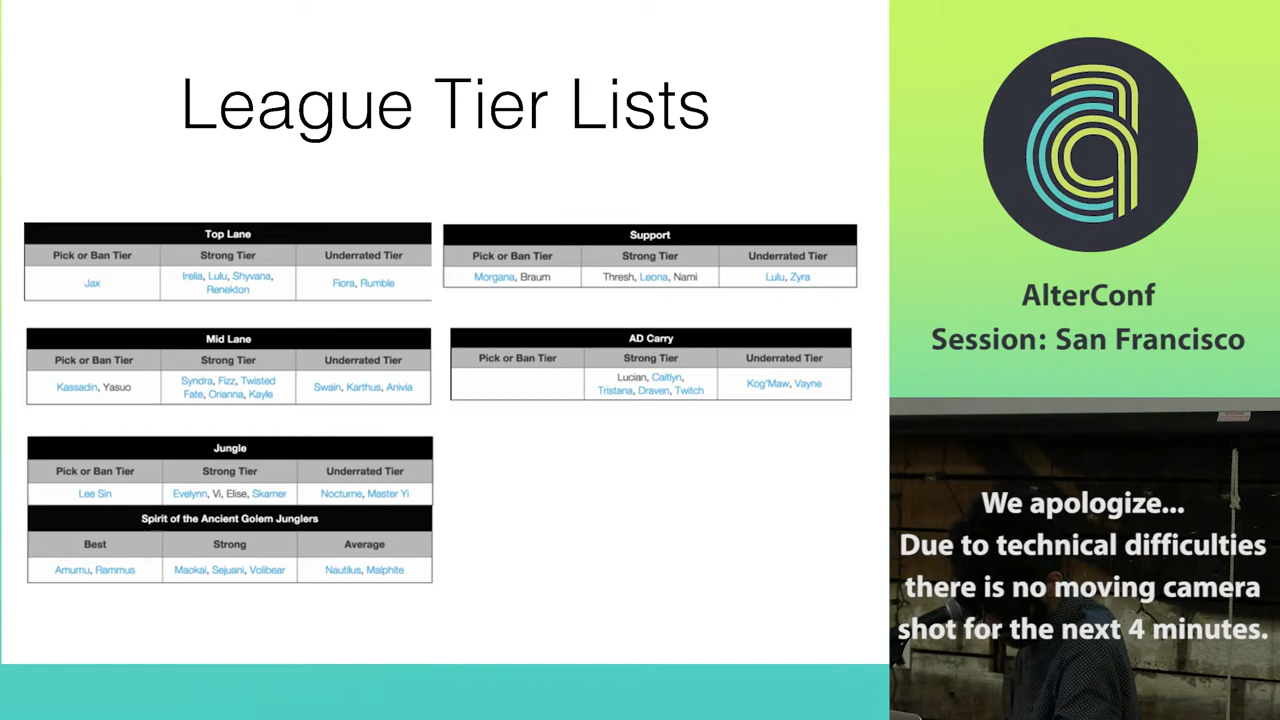 League Tier Lists
Top Lane
Pick or Ban Tier Strong Tier Underrated Tier
Jax
Irelia, Lulu, Shyvana,
Renekton
Fiora, Rumble
Support
Pick or Ban Tier Strong Tier Underrated Tier
Morgana, Braum Thresh, Leona, Nami Lulu, Zyra
Mid Lane
Pick or Ban Tier Strong Tier Underrated Tier
Kassadin, Yasuo
Syndra, Fizz, Twisted
Fate, Orianna, Kayle
Swain, Karthus, Anivia
AD Carry
Pick or Ban Tier Strong Tier Underrated Tier
Lucian, Caitlyn,
Tristana, Draven, Twitch
Kog'Maw, Vayne
Jungle
Pick or Ban Tier Strong Tier Underrated Tier
Lee Sin Evelynn, Vi, Elise, Skarner Nocturne, Master Yi
Spirit of the Ancient Golem Junglers
Best Strong Average
Amumu, Rammus Maokai, Sejuani, Volibear Nautilus, Malphite
AlterConf
Session: San Francisco
We apologize...
Due to technical difficulties
there is no moving camera
shot for the next 4 minutes.